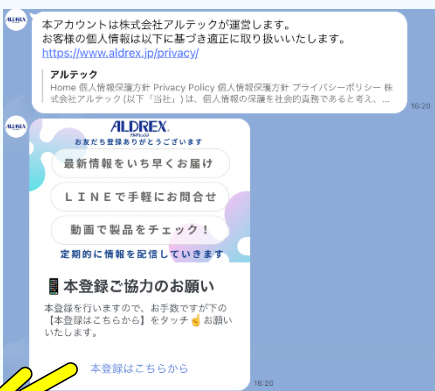 本アカウントは株式会社アルテックが運営します。
お客様の個人情報は以下に基づき適正に取り扱いいたします。
https://www.aldrex.jp/privacy/
アルテック
Home 個人情報保護方針 Privacy Policy 個人情報保護方針 プライバシーポリシー 株
式会社アルテック(以下「当社」)は、個人情報の保護を社会的責務であると考え、...
16:20
ALDREX
ALDREX
お友だち登録ありがとうございます
最新情報をいち早くお届け
LINEで手軽にお問合せ
動画で製品をチェック!
定期的に情報を配信していきます
本登録ご協力のお願い
本登録を行いますので、お手数ですが下の
【本登録はこちらから】をタッチ☝お願い
いたします。
本登録はこちらから
16:20